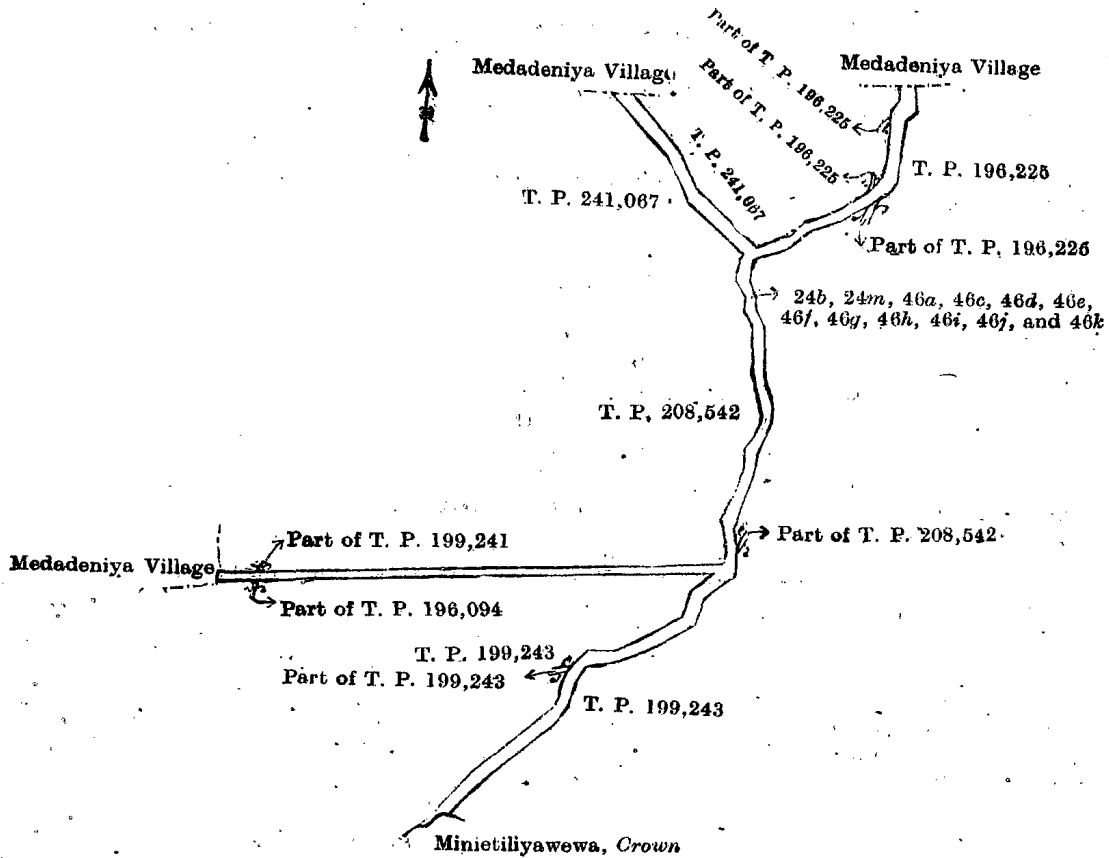 Part of T. P. 196,225
Medadeniya Village
Part of T. P. 196,225
Medadeniya Village
T. P. 241,067
T. P. 196,225
T. P. 241,067
Part of T. P. 196,226
24b, 24m, 46a, 46c, 46d, 46e,
46f, 46g, 46h, 46i, 46j, and 46k
T. P. 208,542
Part of T. P. 199,241
Part of T. P. 208,542
Medadeniya Village
Part of T. P. 196,094
T. P. 199,243
Part of T. P. 199,243
T. P. 199,243
Minietiliyawewa, Crown